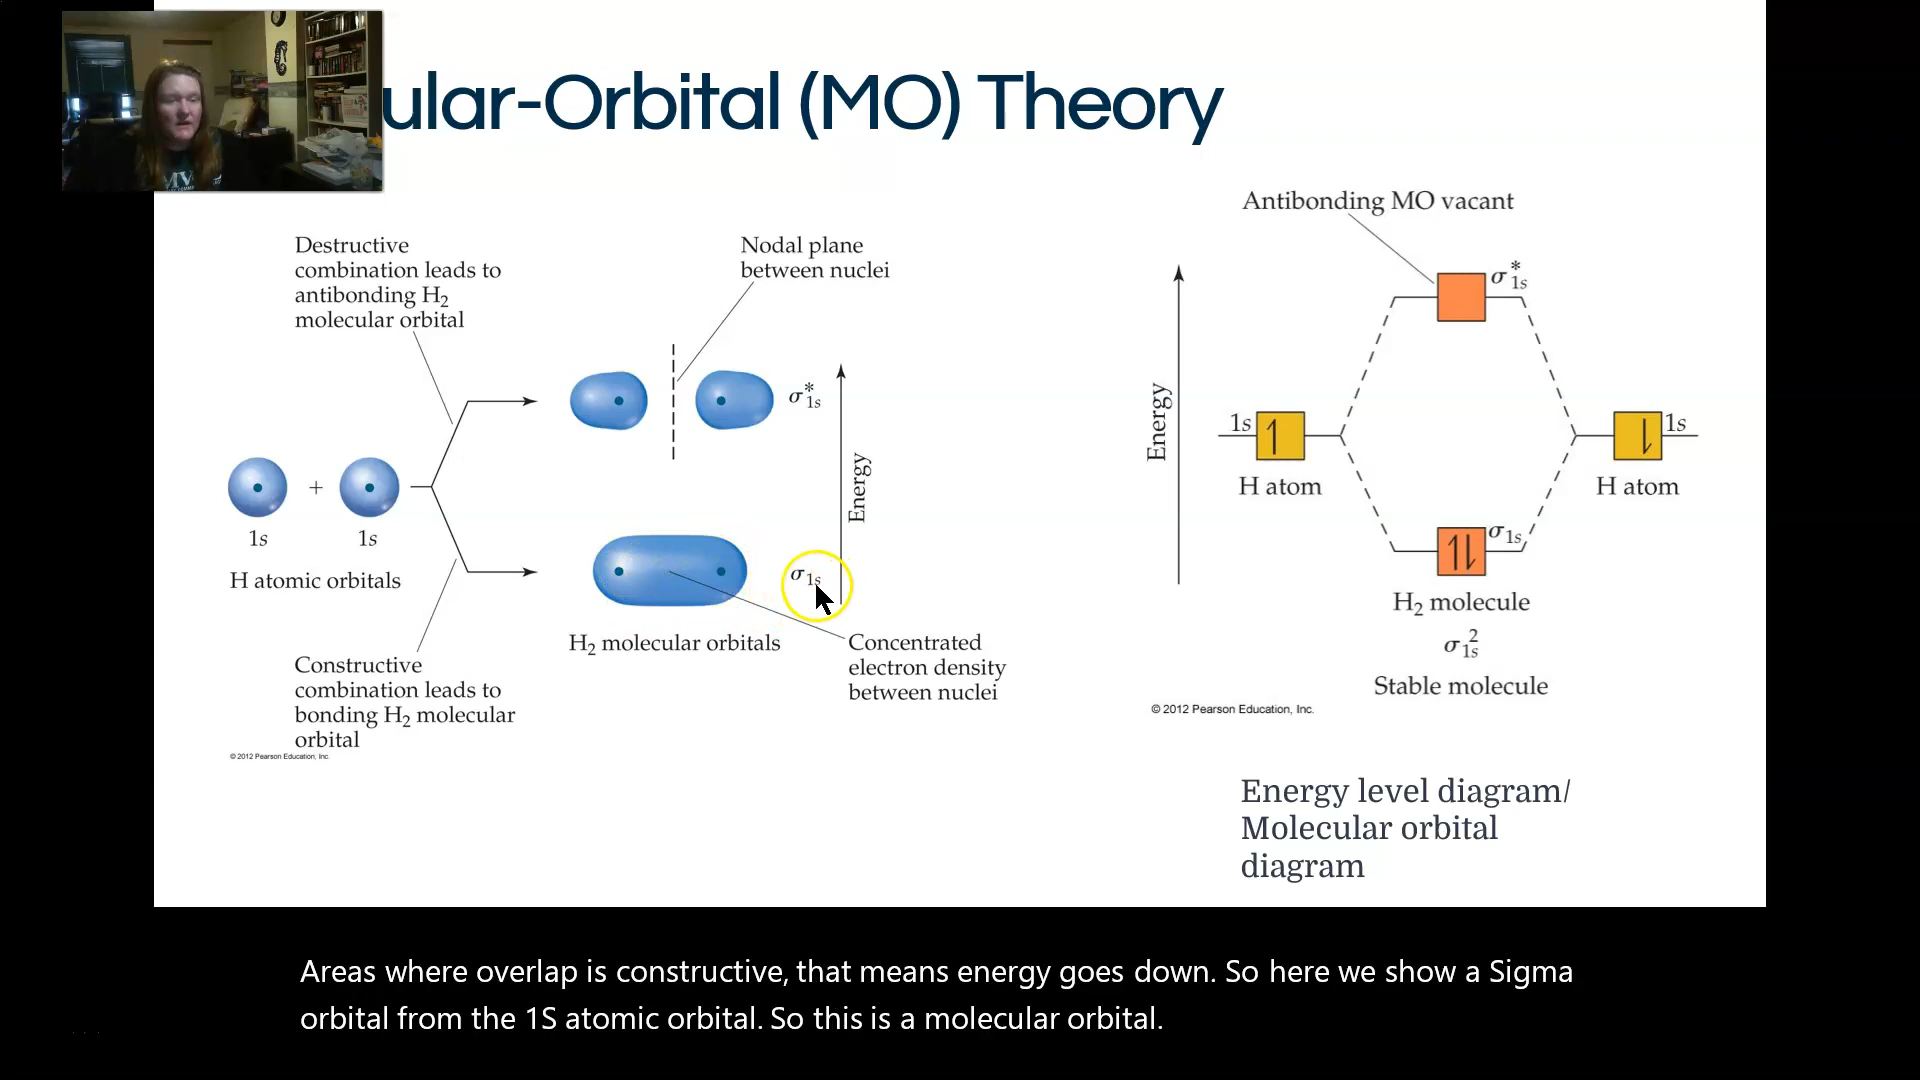 ular-Orbital (MO) Theory
Destructive
combination leads to
antibonding H₂
molecular orbital
Nodal plane
between nuclei
σ*1s
Energy
1s
+
1s
H atomic orbitals
σ1s
H₂ molecular orbitals
Concentrated
electron density
between nuclei
Constructive
combination leads to
bonding H₂ molecular
orbital
© 2012 Pearson Education, Inc.
Antibonding MO vacant
σ*1s
Energy
1s
1s
H atom
H atom
σ1s
H₂ molecule
σ²1s
Stable molecule
© 2012 Pearson Education, Inc.
Energy level diagram/
Molecular orbital
diagram
Areas where overlap is constructive, that means energy goes down. So here we show a Sigma
orbital from the 1S atomic orbital. So this is a molecular orbital.